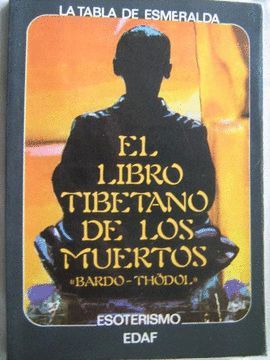 LA TABLA DE ESMERALDA
EL
LIBRO
TIBETANO
DE LOS
MUERTOS
«BARDO-THÖDOL»
ESOTERISMO
EDAF